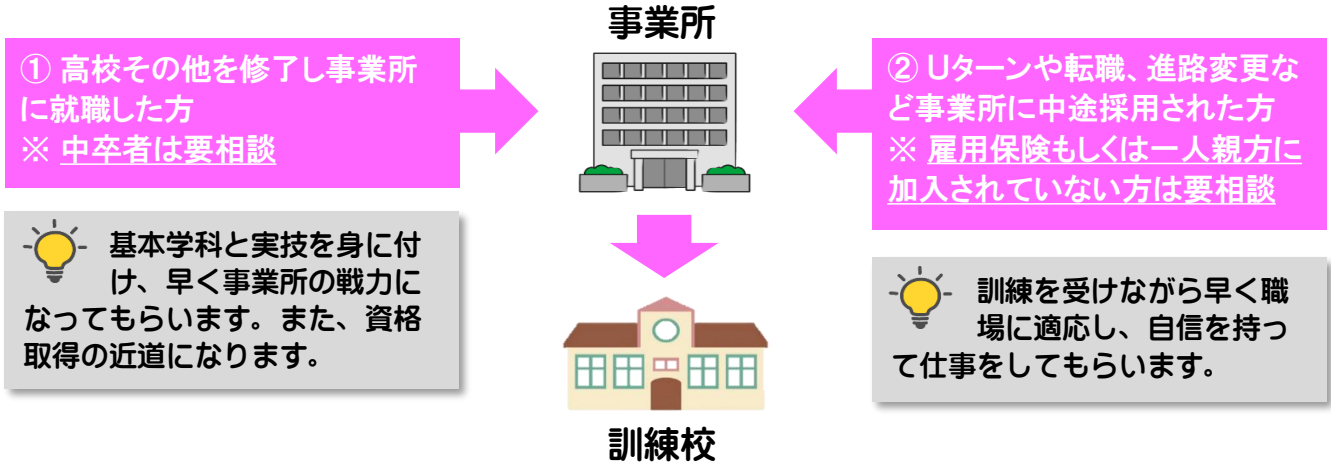 事業所
① 高校その他を修了し事業所
に就職した方
※ 中卒者は要相談
基本学科と実技を身に付
け、早く事業所の戦力に
なってもらいます。また、資格
取得の近道になります。
② Uターンや転職、進路変更な
ど事業所に中途採用された方
※ 雇用保険もしくは一人親方に
加入されていない方は要相談
訓練を受けながら早く職
場に適応し、自信を持っ
て仕事をしてもらいます。
訓練校